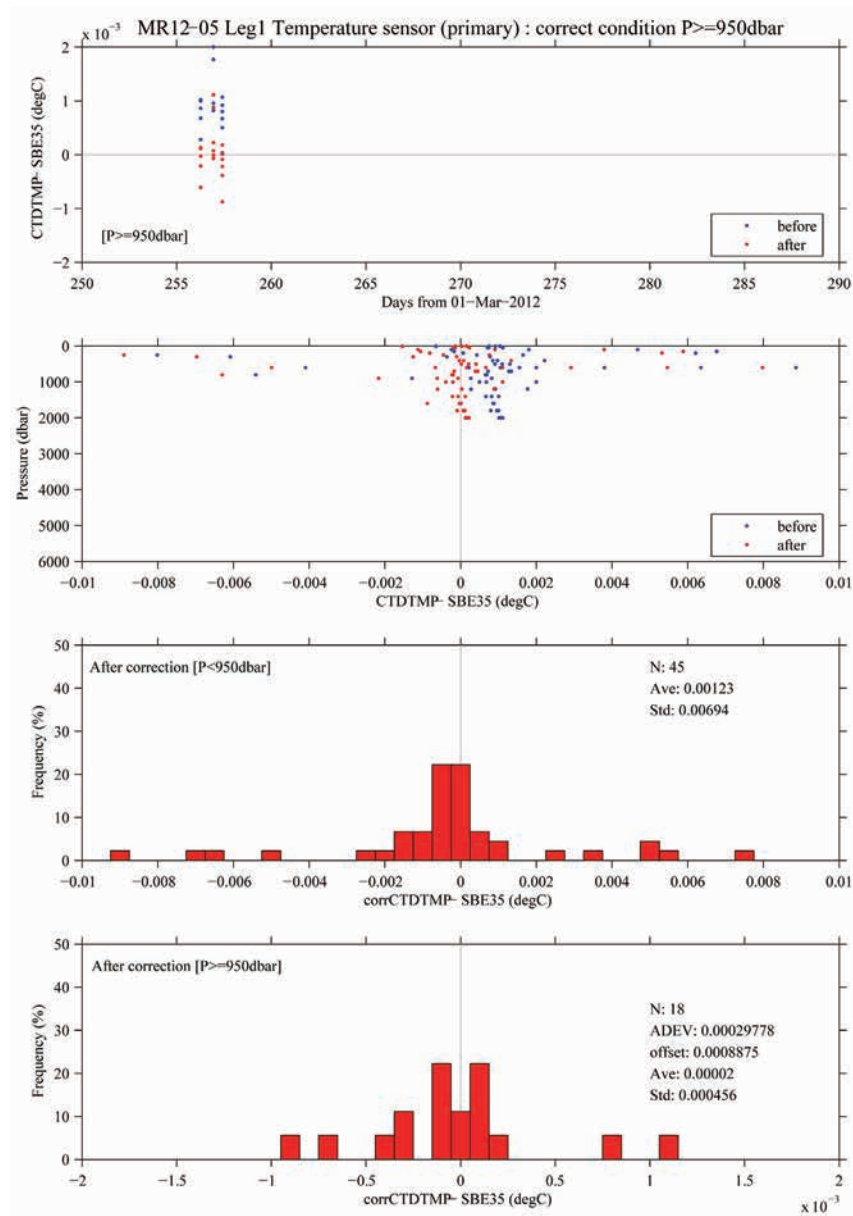 MR12−05 Leg1 Temperature sensor (primary) : correct condition P>=950dbar
x 10−3
2
1
0
−1
−2
CTDTMP− SBE35 (degC)
[P>=950dbar]
before
after
250 255 260 265 270 275 280 285 290
Days from 01−Mar−2012
0
1000
2000
3000
4000
5000
6000
Pressure (dbar)
before
after
−0.01 −0.008 −0.006 −0.004 −0.002 0 0.002 0.004 0.006 0.008 0.01
CTDTMP− SBE35 (degC)
50
40
30
20
10
0
Frequency (%)
After correction [P<950dbar]
N: 45
Ave: 0.00123
Std: 0.00694
−0.01 −0.008 −0.006 −0.004 −0.002 0 0.002 0.004 0.006 0.008 0.01
corrCTDTMP− SBE35 (degC)
50
40
30
20
10
0
Frequency (%)
After correction [P>=950dbar]
N: 18
ADEV: 0.00029778
offset: 0.0008875
Ave: 0.00002
Std: 0.000456
−2 −1.5 −1 −0.5 0 0.5 1 1.5 2
corrCTDTMP− SBE35 (degC)
x 10−3